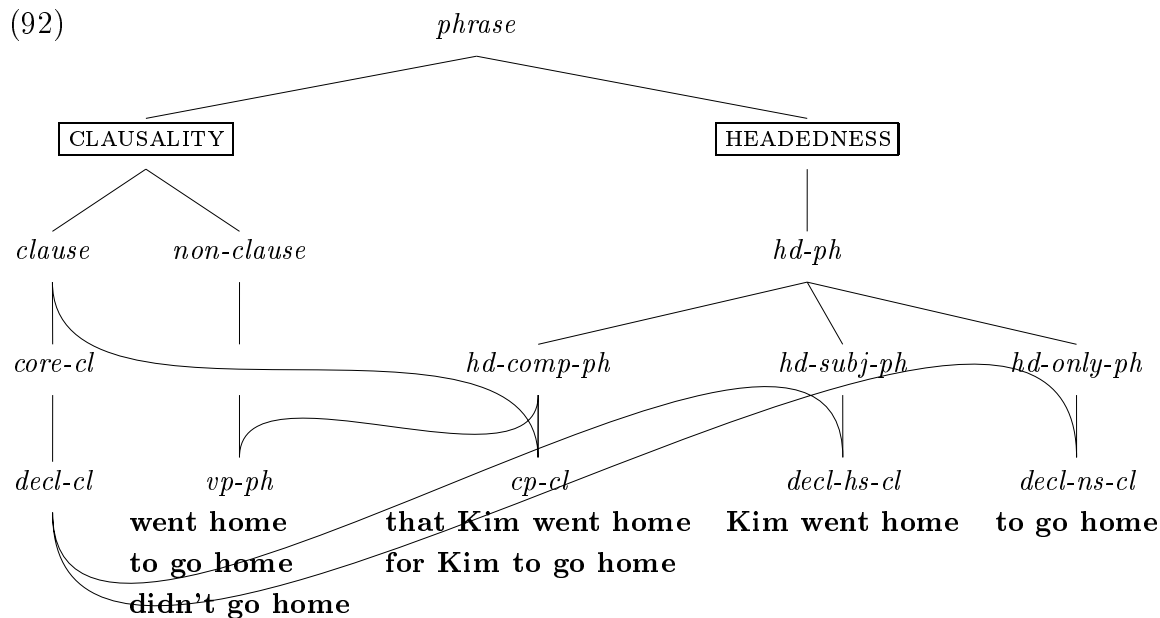 (92) phrase
CLAUSALITY HEADEDNESS
clause non-clause hd-ph
core-cl hd-comp-ph hd-subj-ph hd-only-ph
decl-cl vp-ph cp-cl decl-hs-cl decl-ns-cl
went home that Kim went home Kim went home to go home
to go home for Kim to go home
didn't go home